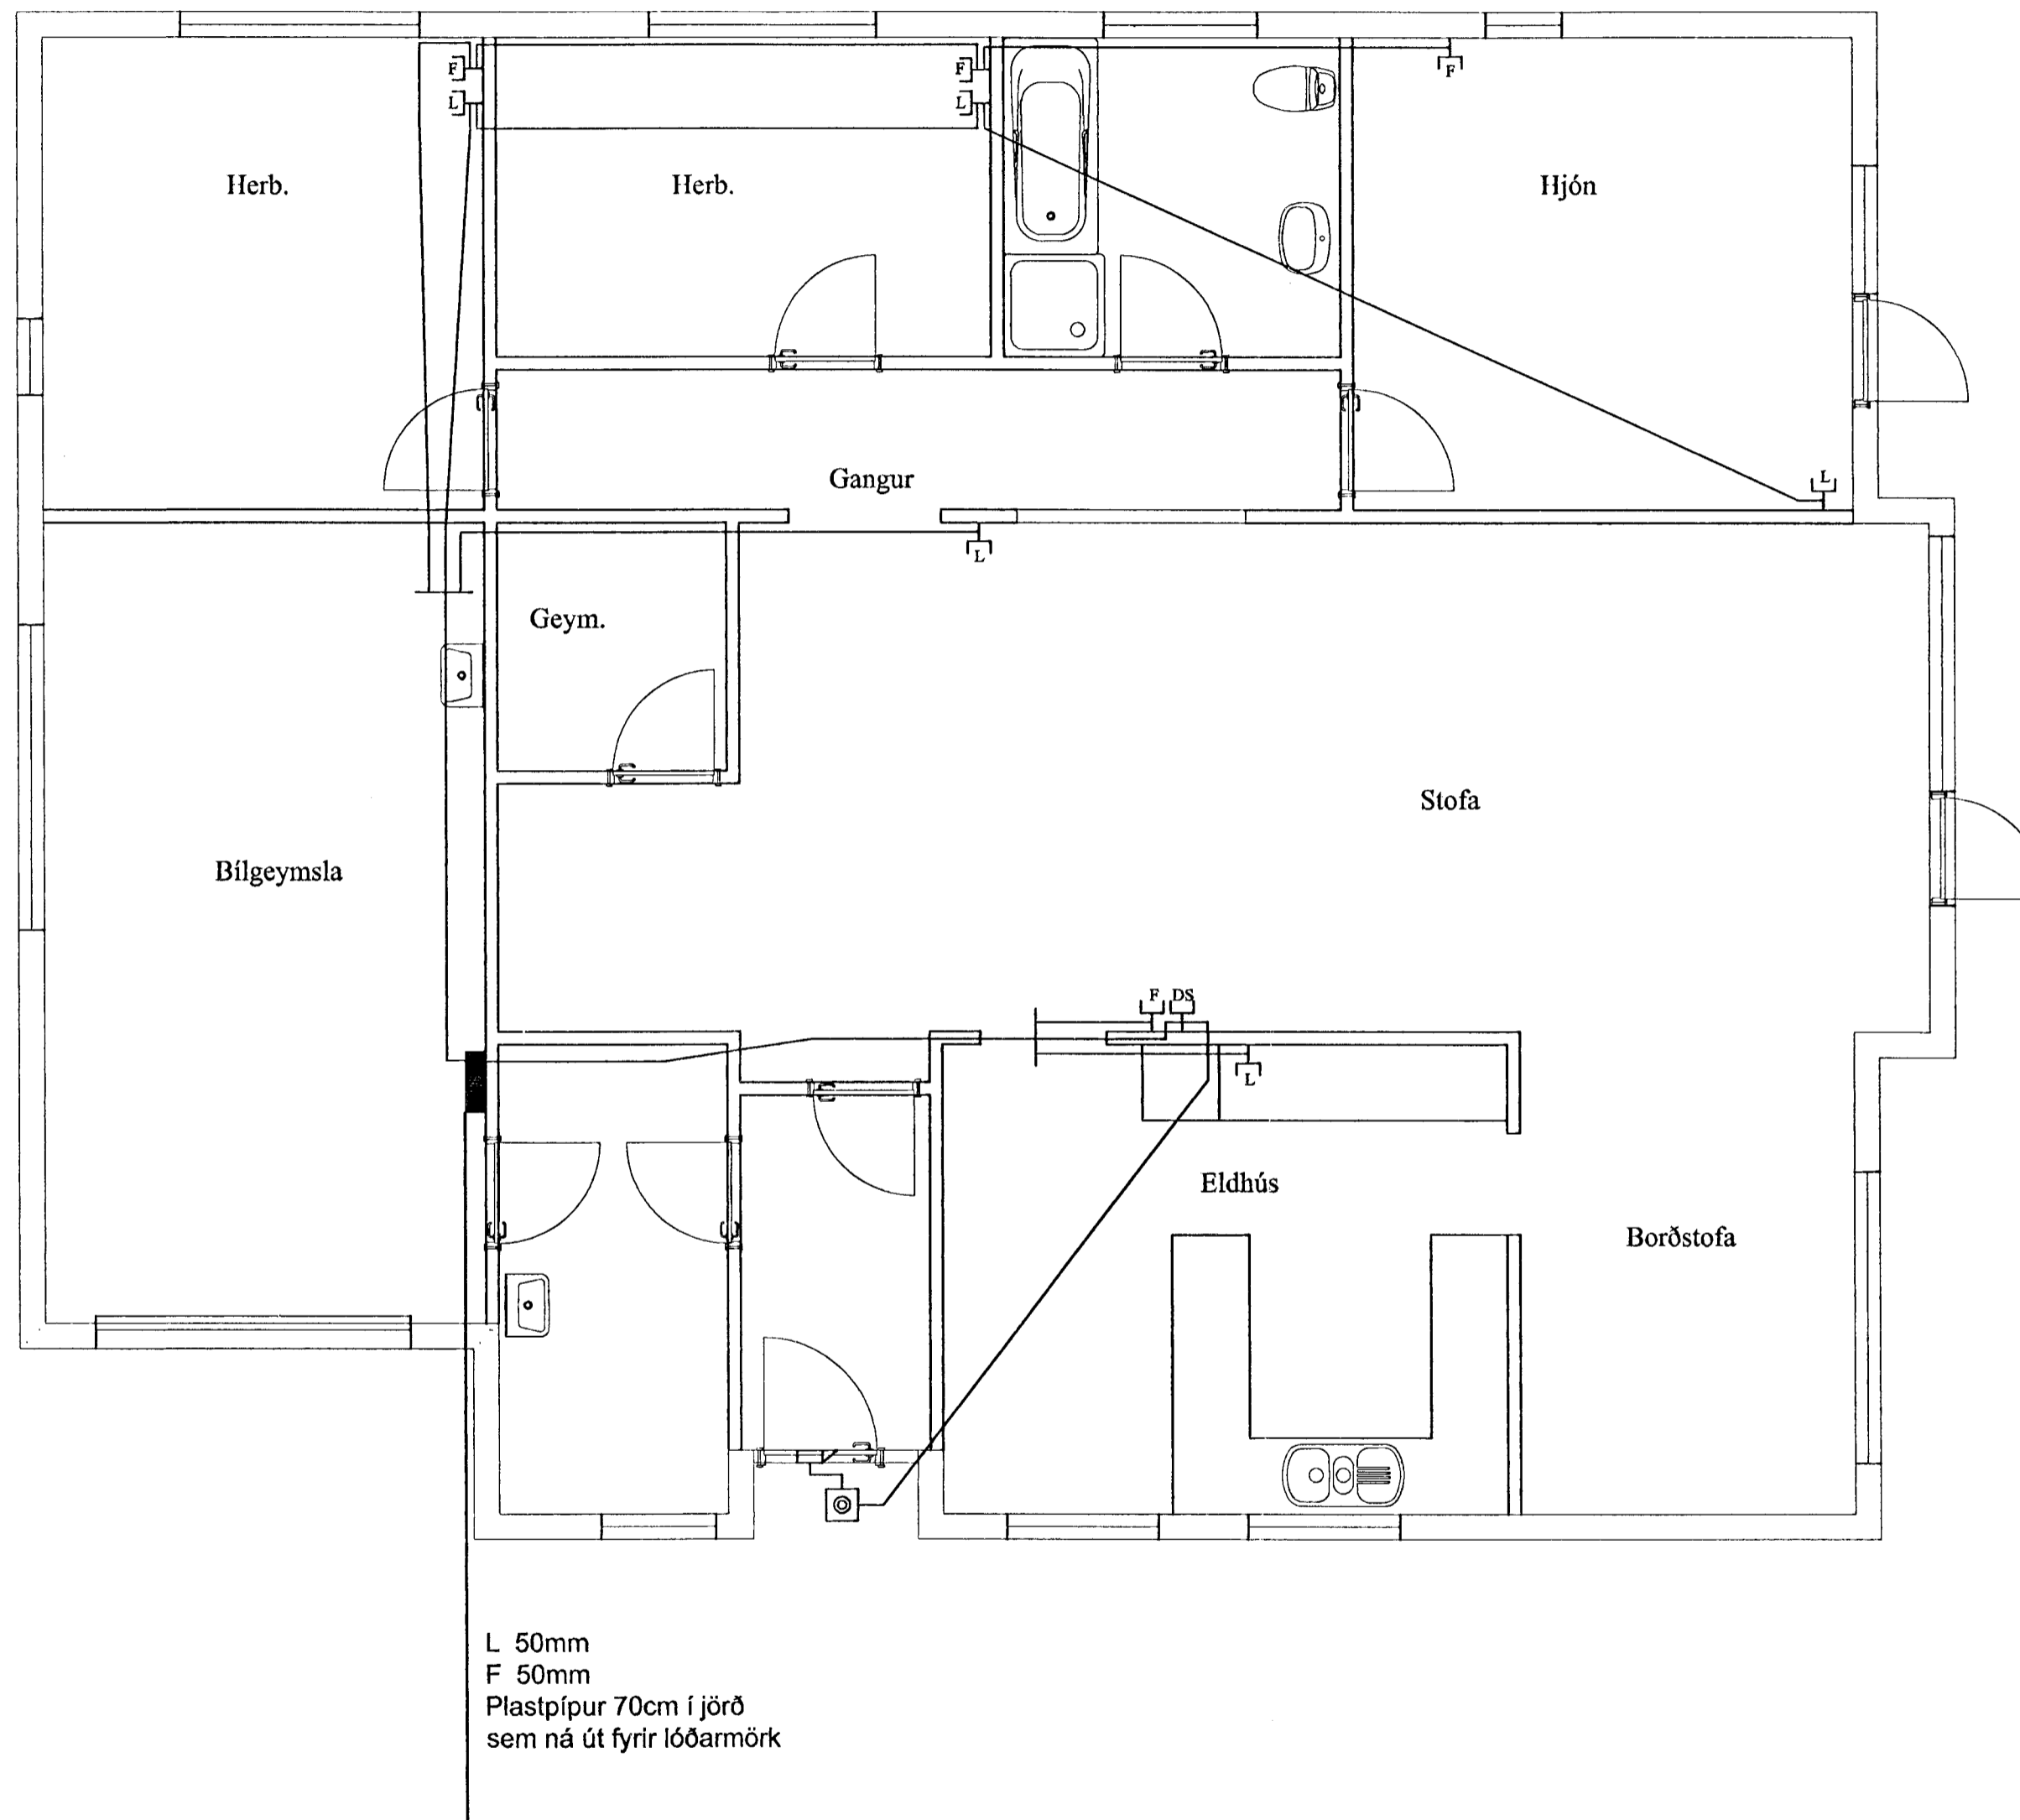 F
F
F
L
L
Herb.
Herb.
Hjón
L
Gangur
L
Geym.
Stofa
Bílgeymsla
F DS
L
Eldhús
Borðstofa
L 50mm
F 50mm
Plastpípur 70cm í jörð
sem ná út fyrir lóðarmörk